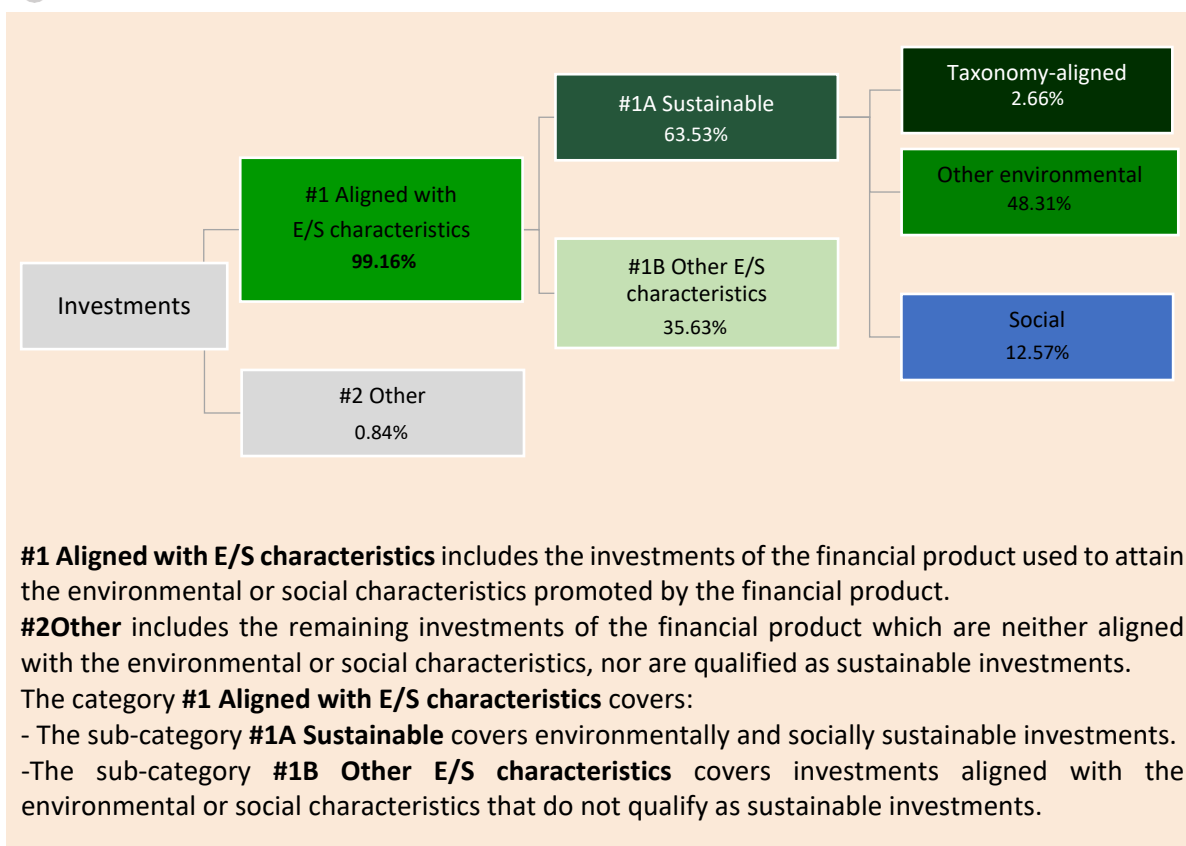 Investments
#1 Aligned with
E/S characteristics
99.16%
#2 Other
0.84%
#1A Sustainable
63.53%
#1B Other E/S
characteristics
35.63%
Taxonomy-aligned
2.66%
Other environmental
48.31%
Social
12.57%
#1 Aligned with E/S characteristics includes the investments of the financial product used to attain
the environmental or social characteristics promoted by the financial product.
#2Other includes the remaining investments of the financial product which are neither aligned
with the environmental or social characteristics, nor are qualified as sustainable investments.
The category #1 Aligned with E/S characteristics covers:
- The sub-category #1A Sustainable covers environmentally and socially sustainable investments.
-The sub-category #1B Other E/S characteristics covers investments aligned with the
environmental or social characteristics that do not qualify as sustainable investments.